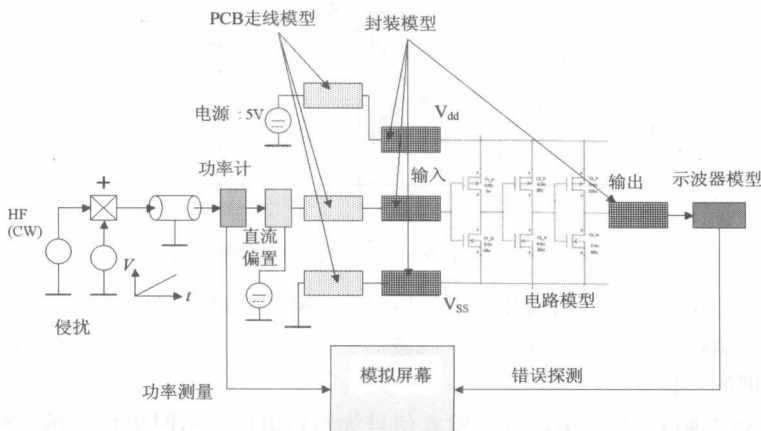 PCB走线模型
封装模型
电源 : 5V
Vdd
功率计
输入
输出
示波器模型
+
HF
(CW)
直流
偏置
V
t
VSS
电路模型
侵扰
功率测量
模拟屏幕
错误探测